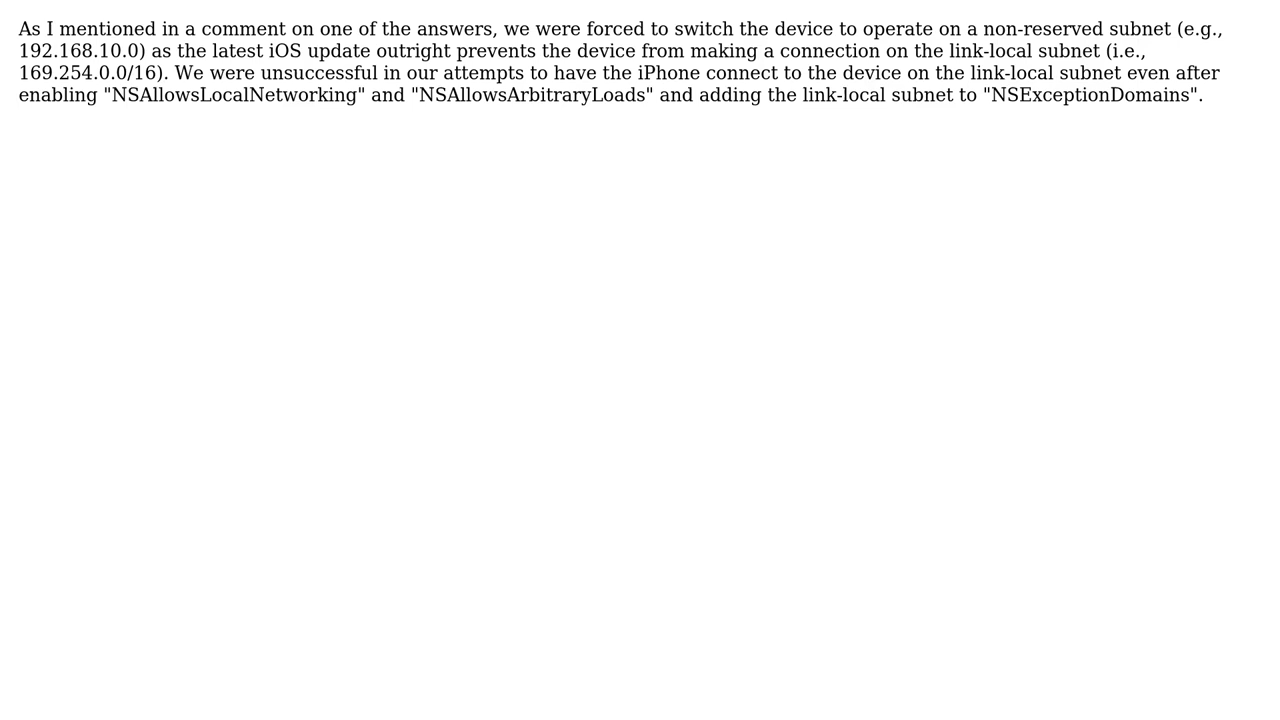 As I mentioned in a comment on one of the answers, we were forced to switch the device to operate on a non-reserved subnet (e.g.,
192.168.10.0) as the latest iOS update outright prevents the device from making a connection on the link-local subnet (i.e.,
169.254.0.0/16). We were unsuccessful in our attempts to have the iPhone connect to the device on the link-local subnet even after
enabling "NSAllowsLocalNetworking" and "NSAllowsArbitraryLoads" and adding the link-local subnet to "NSExceptionDomains".